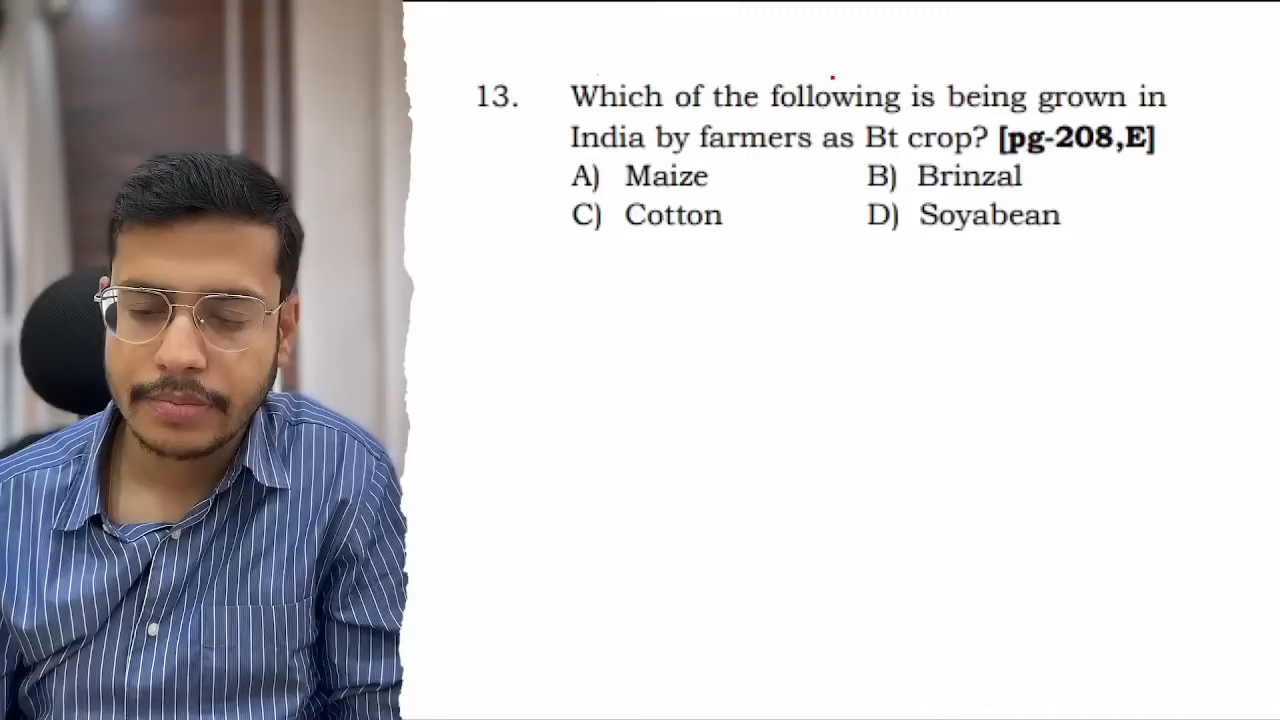 13. Which of the following is being grown in
India by farmers as Bt crop? [pg-208,E]
A) Maize B) Brinzal
C) Cotton D) Soyabean